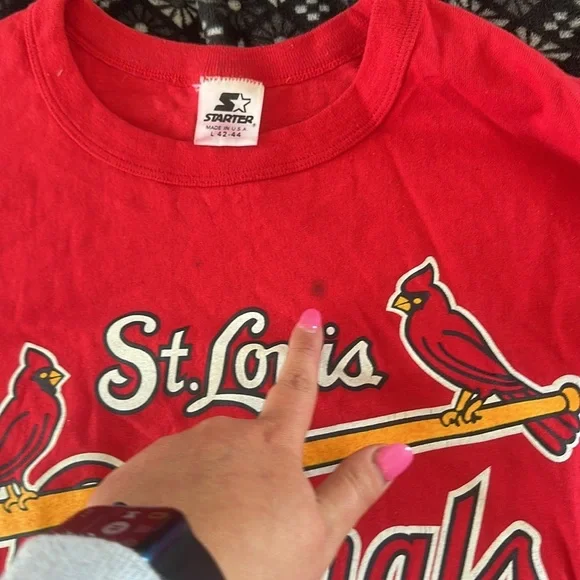 STARTER®
MADE IN U.S.A
L 42-44
St. Louis